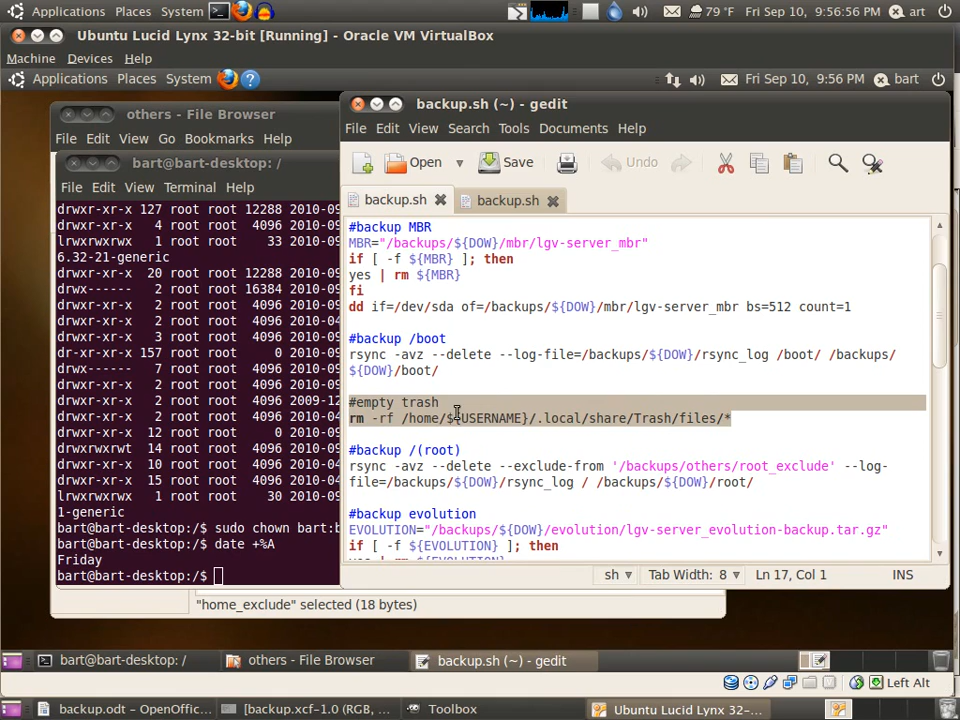 Applications Places System 79 °F Fri Sep 10, 9:56:56 PM art
Ubuntu Lucid Lynx 32-bit [Running] - Oracle VM VirtualBox
Machine Devices Help
Applications Places System Fri Sep 10, 9:56 PM bart
others - File Browser
File Edit View Go Bookmarks Help
bart@bart-desktop: /
File Edit View Terminal Help
drwxr-xr-x 127 root root 12288 2010-09
drwxr-xr-x 4 root root 4096 2010-09
lrwxrwxrwx 1 root root 33 2010-09
6.32-21-generic
drwxr-xr-x 20 root root 12288 2010-09
drwx------ 2 root root 16384 2010-09
drwxr-xr-x 2 root root 4096 2010-09
drwxr-xr-x 2 root root 4096 2010-04
drwxr-xr-x 3 root root 4096 2010-09
dr-xr-xr-x 157 root root 0 2010-09
drwx------ 7 root root 4096 2010-09
drwxr-xr-x 2 root root 4096 2010-09
drwxr-xr-x 2 root root 4096 2009-12
drwxr-xr-x 2 root root 4096 2010-04
drwxr-xr-x 12 root root 0 2010-09
drwxrwxrwt 14 root root 4096 2010-09
drwxr-xr-x 10 root root 4096 2010-04
drwxr-xr-x 15 root root 4096 2010-09
lrwxrwxrwx 1 root root 30 2010-09
1-generic
bart@bart-desktop:/$ sudo chown bart:b
bart@bart-desktop:/$ date +%A
Friday
bart@bart-desktop:/$
"home_exclude" selected (18 bytes)
backup.sh (~) - gedit
File Edit View Search Tools Documents Help
Open Save Undo
backup.sh backup.sh
#backup MBR
MBR="/backups/${DOW}/mbr/lgv-server_mbr"
if [ -f ${MBR} ]; then
yes | rm ${MBR}
fi
dd if=/dev/sda of=/backups/${DOW}/mbr/lgv-server_mbr bs=512 count=1
#backup /boot
rsync -avz --delete --log-file=/backups/${DOW}/rsync_log /boot/ /backups/
${DOW}/boot/
#empty trash
rm -rf /home/${USERNAME}/.local/share/Trash/files/*
#backup /(root)
rsync -avz --delete --exclude-from '/backups/others/root_exclude' --log-
file=/backups/${DOW}/rsync_log / /backups/${DOW}/root/
#backup evolution
EVOLUTION="/backups/${DOW}/evolution/lgv-server_evolution-backup.tar.gz"
if [ -f ${EVOLUTION} ]; then
yes | rm ${EVOLUTION}
sh Tab Width: 8 Ln 17, Col 1 INS
bart@bart-desktop: / others - File Browser backup.sh (~) - gedit
Left Alt
backup.odt - OpenOffic... [backup.xcf-1.0 (RGB, ... Toolbox Ubuntu Lucid Lynx 32-...